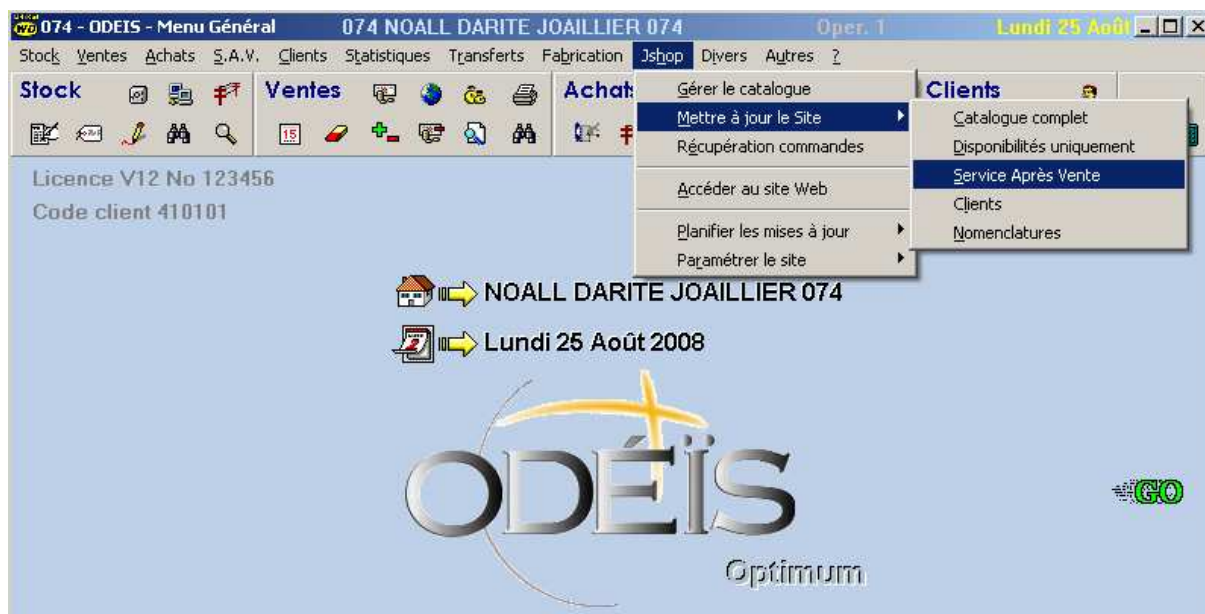 074 - ODEIS - Menu Général 074 NOALL DARITE JOAILLIER 074 Oper. 1 Lundi 25 Aoû
Stock Ventes Achats S.A.V. Clients Statistiques Transferts Fabrication Jshop Divers Autres ?
Stock Ventes Achat Clients
Gérer le catalogue
Mettre à jour le Site
Récupération commandes
Accéder au site Web
Planifier les mises à jour
Paramétrer le site
Catalogue complet
Disponibilités uniquement
Service Après Vente
Clients
Nomenclatures
15
Licence V12 No 123456
Code client 410101
NOALL DARITE JOAILLIER 074
Lundi 25 Août 2008
ODÉÏS
Optimum
GO